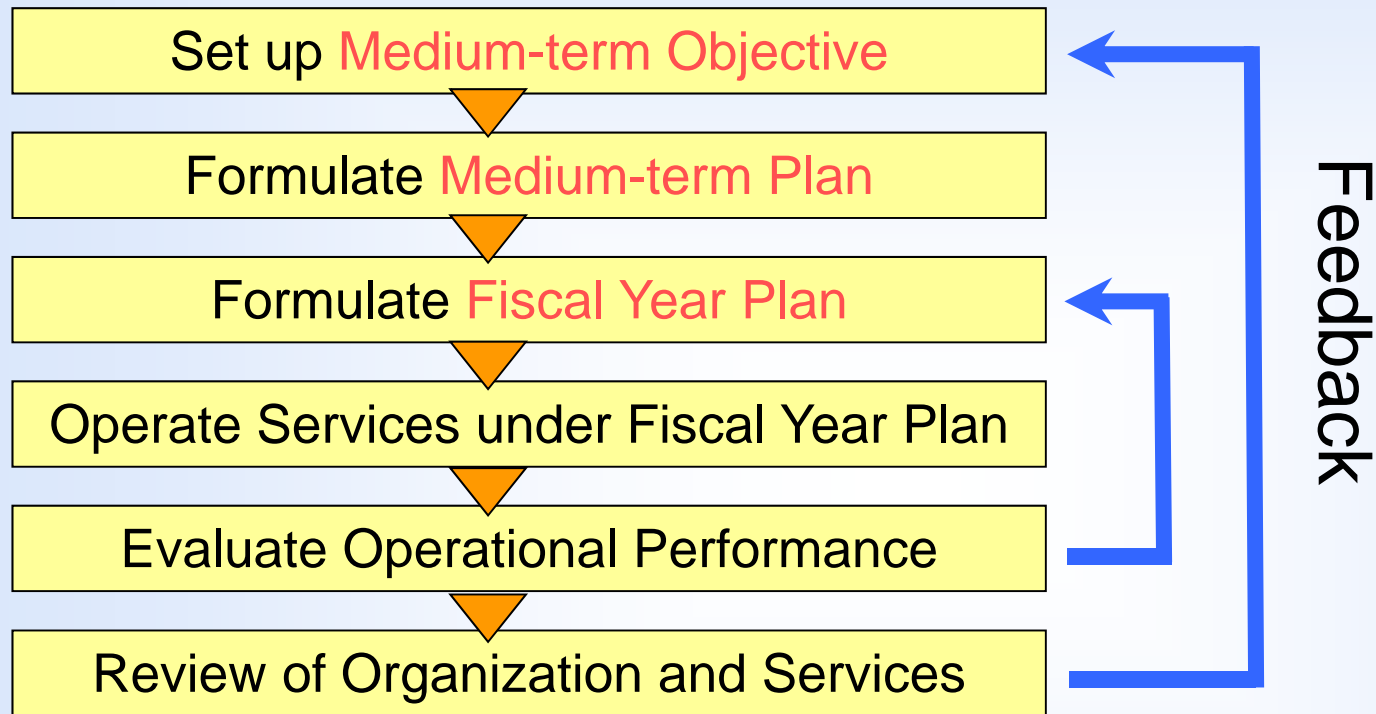 Set up Medium-term Objective
Formulate Medium-term Plan
Formulate Fiscal Year Plan
Operate Services under Fiscal Year Plan
Evaluate Operational Performance
Review of Organization and Services
Feedback